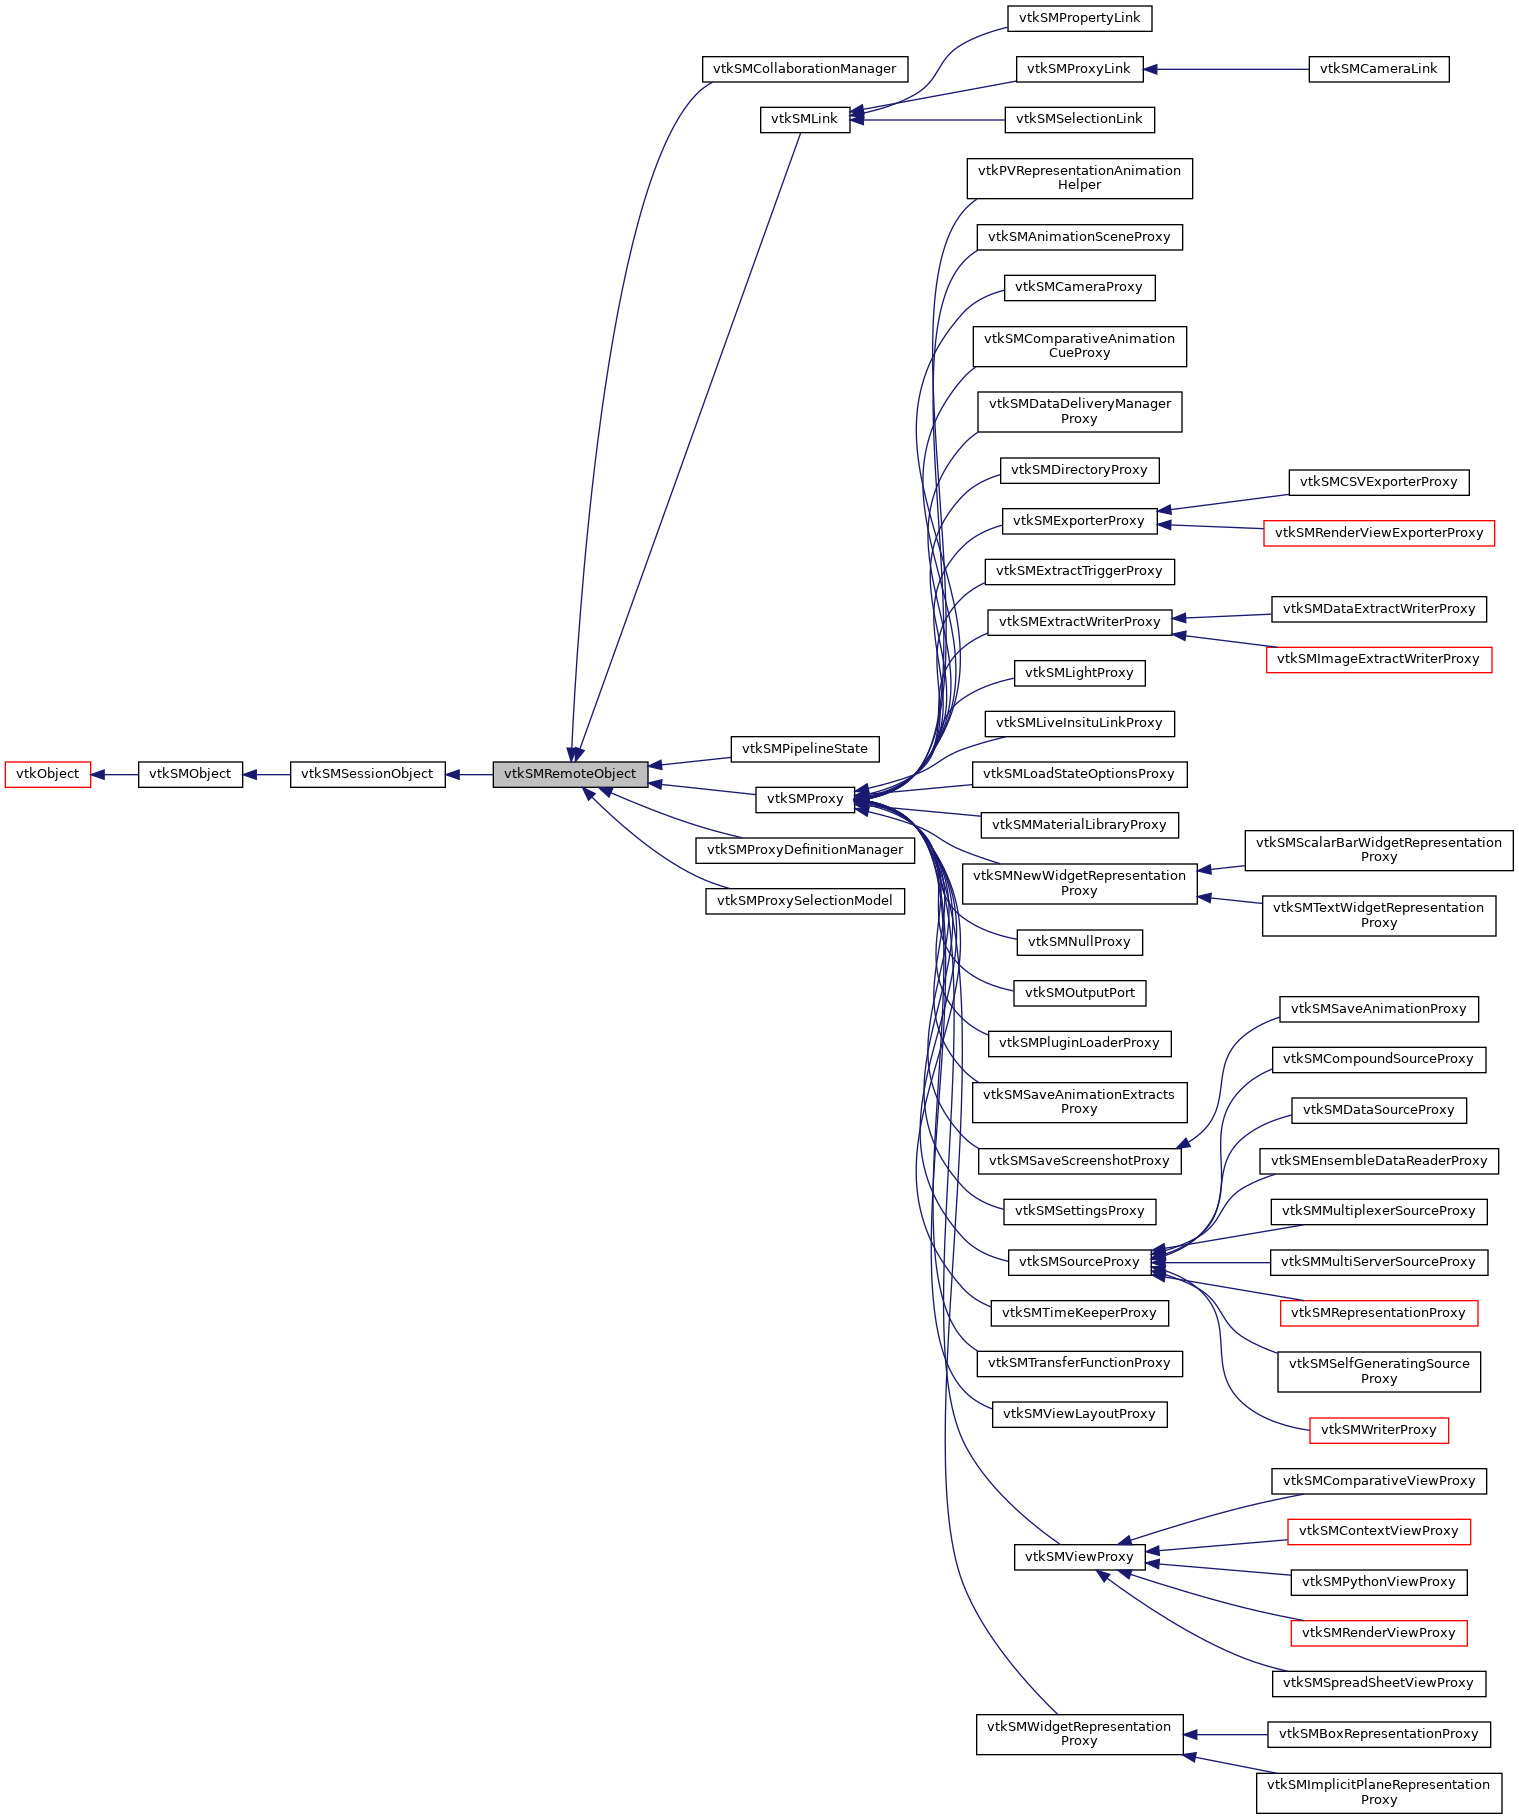 vtkObject
vtkSMObject
vtkSMSessionObject
vtkSMRemoteObject
vtkSMCollaborationManager
vtkSMLink
vtkSMPipelineState
vtkSMProxy
vtkSMProxyDefinitionManager
vtkSMProxySelectionModel
vtkSMPropertyLink
vtkSMProxyLink
vtkSMSelectionLink
vtkPVRepresentationAnimation
Helper
vtkSMAnimationSceneProxy
vtkSMCameraProxy
vtkSMComparativeAnimation
CueProxy
vtkSMDataDeliveryManager
Proxy
vtkSMDirectoryProxy
vtkSMExporterProxy
vtkSMExtractTriggerProxy
vtkSMExtractWriterProxy
vtkSMLightProxy
vtkSMLiveInsituLinkProxy
vtkSMLoadStateOptionsProxy
vtkSMMaterialLibraryProxy
vtkSMNewWidgetRepresentation
Proxy
vtkSMNullProxy
vtkSMOutputPort
vtkSMPluginLoaderProxy
vtkSMSaveAnimationExtracts
Proxy
vtkSMSaveScreenshotProxy
vtkSMSettingsProxy
vtkSMSourceProxy
vtkSMTimeKeeperProxy
vtkSMTransferFunctionProxy
vtkSMViewLayoutProxy
vtkSMViewProxy
vtkSMWidgetRepresentation
Proxy
vtkSMCameraLink
vtkSMCSVExporterProxy
vtkSMRenderViewExporterProxy
vtkSMDataExtractWriterProxy
vtkSMImageExtractWriterProxy
vtkSMScalarBarWidgetRepresentation
Proxy
vtkSMTextWidgetRepresentation
Proxy
vtkSMSaveAnimationProxy
vtkSMCompoundSourceProxy
vtkSMDataSourceProxy
vtkSMEnsembleDataReaderProxy
vtkSMMultiplexerSourceProxy
vtkSMMultiServerSourceProxy
vtkSMRepresentationProxy
vtkSMSelfGeneratingSource
Proxy
vtkSMWriterProxy
vtkSMComparativeViewProxy
vtkSMContextViewProxy
vtkSMPythonViewProxy
vtkSMRenderViewProxy
vtkSMSpreadSheetViewProxy
vtkSMBoxRepresentationProxy
vtkSMImplicitPlaneRepresentation
Proxy